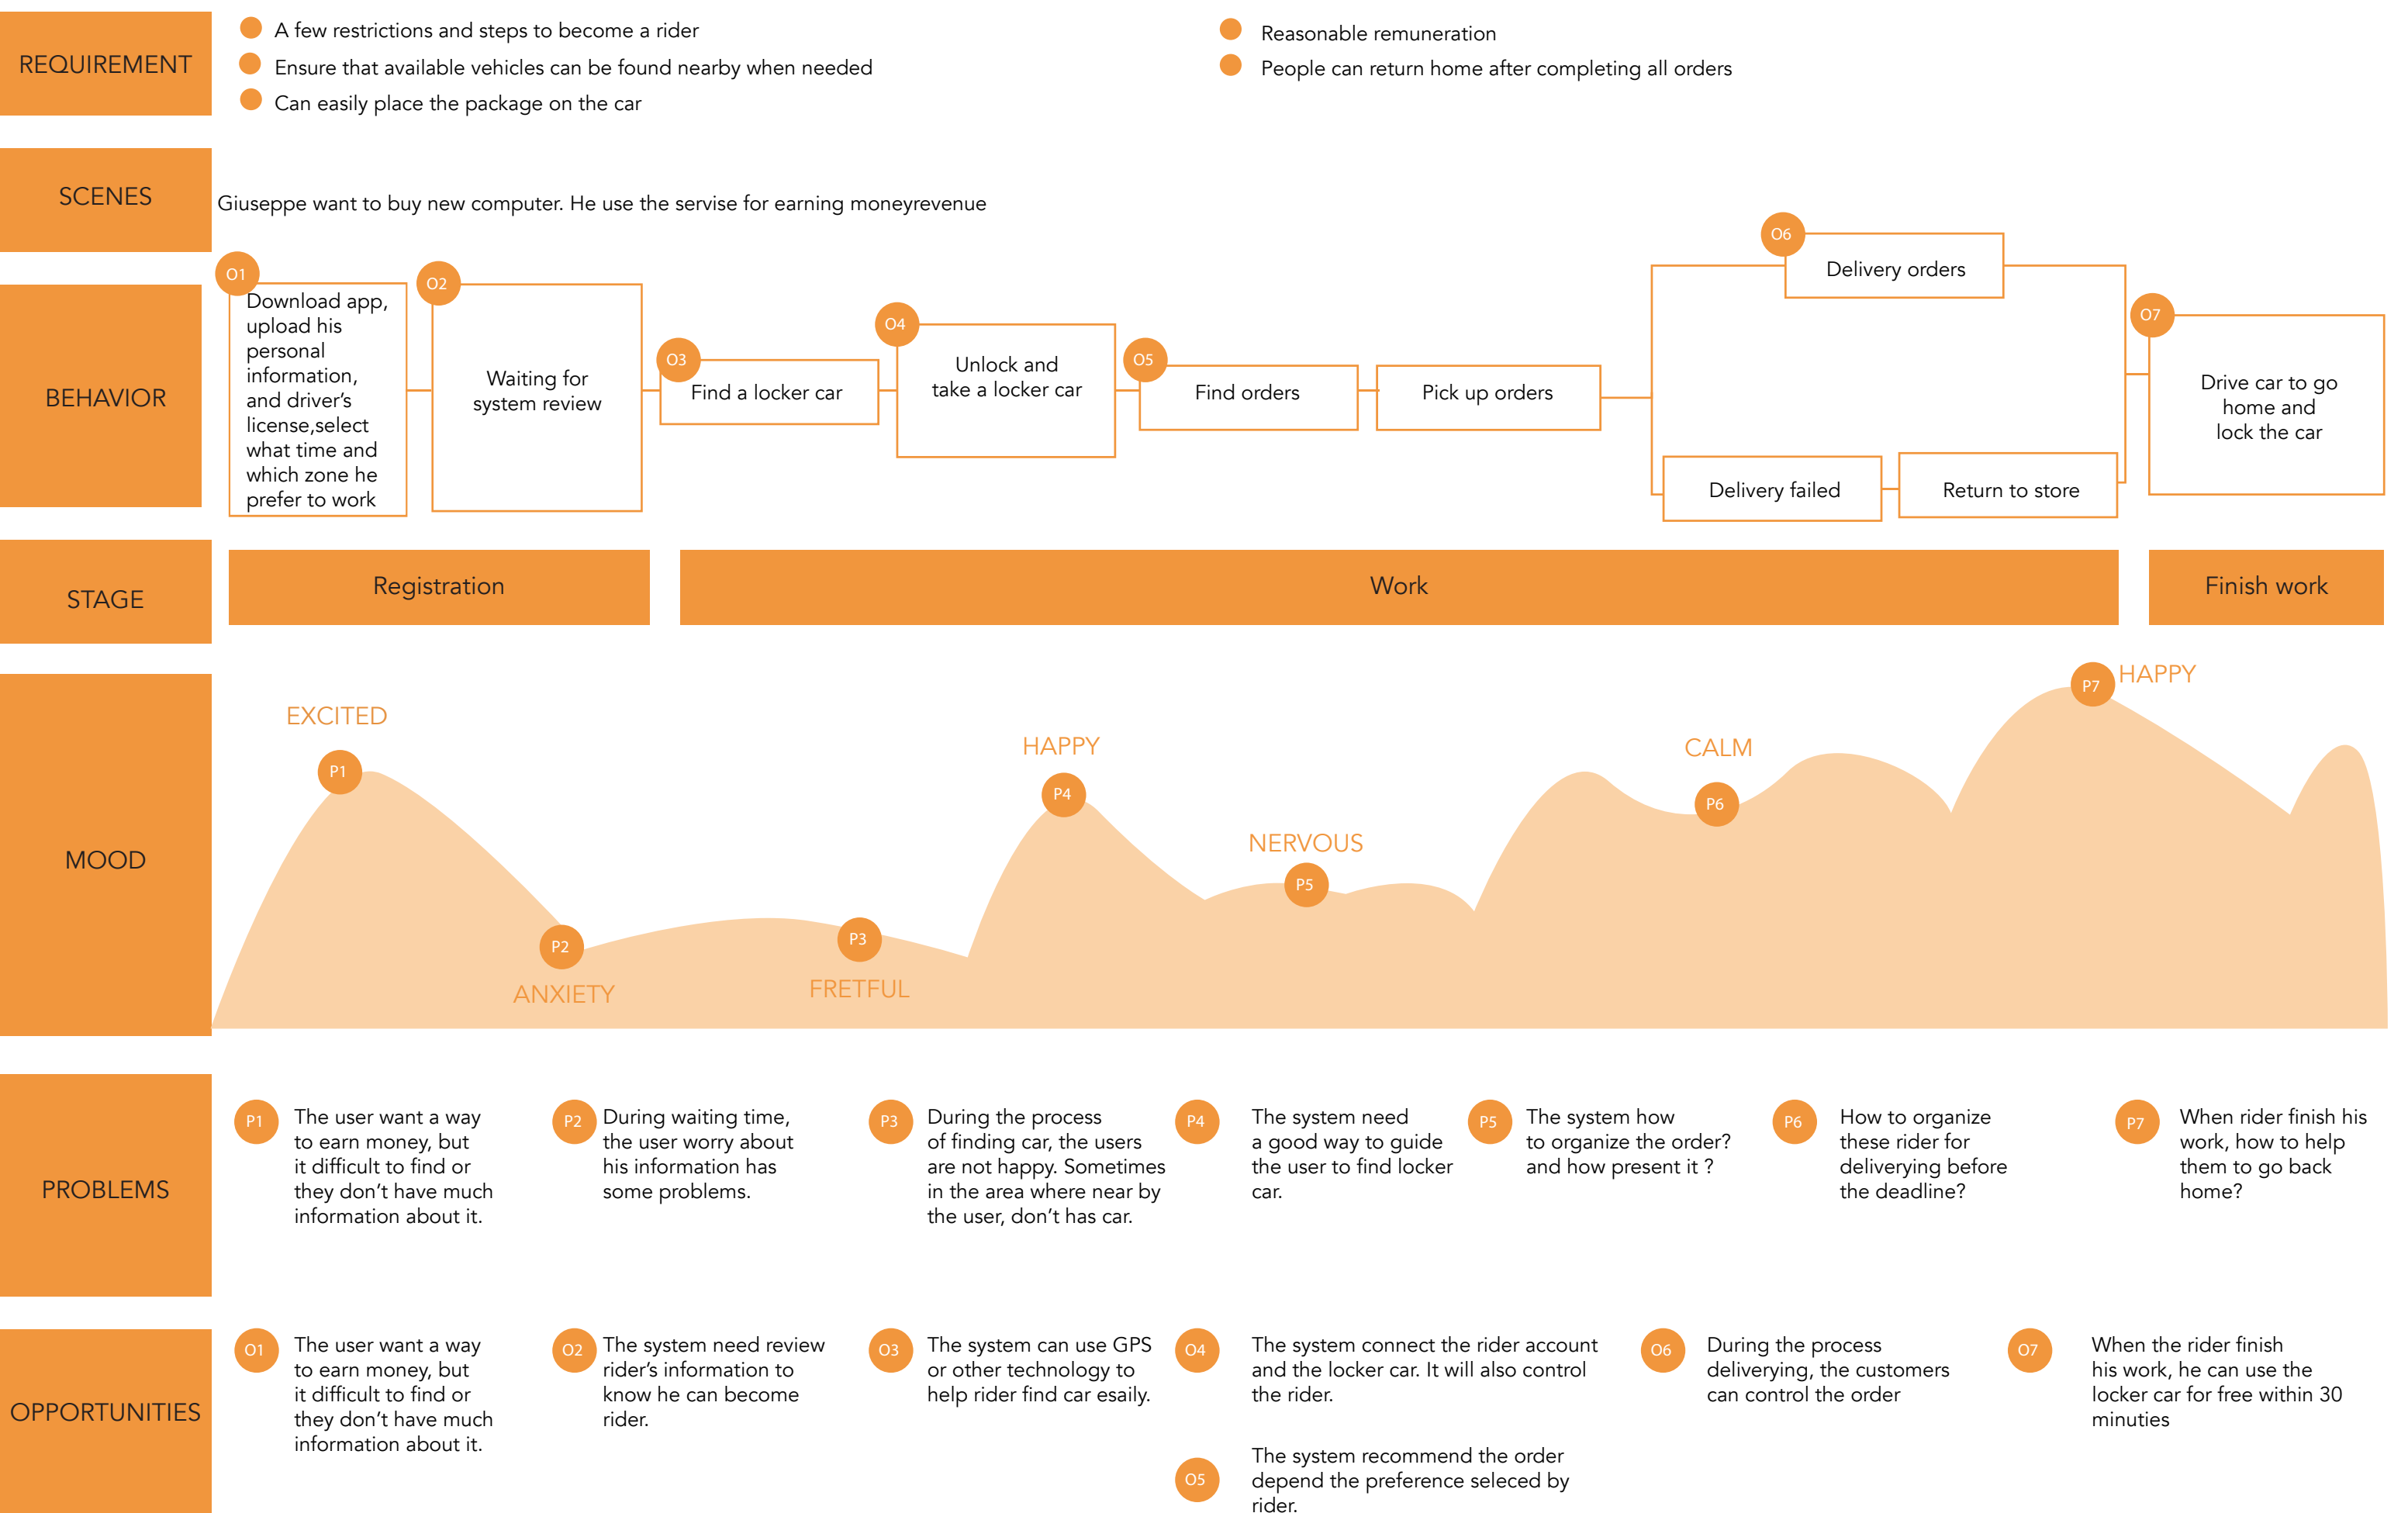 REQUIREMENT
A few restrictions and steps to become a rider
Ensure that available vehicles can be found nearby when needed
Can easily place the package on the car
Reasonable remuneration
People can return home after completing all orders
SCENES
Giuseppe want to buy new computer. He use the servise for earning moneyrevenue
BEHAVIOR
O1
Download app,
upload his
personal
information,
and driver's
license,select
what time and
which zone he
prefer to work
O2
Waiting for
system review
O3
Find a locker car
O4
Unlock and
take a locker car
O5
Find orders
Pick up orders
O6
Delivery orders
Delivery failed
Return to store
O7
Drive car to go
home and
lock the car
STAGE
Registration
Work
Finish work
MOOD
EXCITED
P1
P2
ANXIETY
P3
FRETFUL
HAPPY
P4
NERVOUS
P5
CALM
P6
P7
HAPPY
PROBLEMS
P1
The user want a way
to earn money, but
it difficult to find or
they don't have much
information about it.
P2
During waiting time,
the user worry about
his information has
some problems.
P3
During the process
of finding car, the users
are not happy. Sometimes
in the area where near by
the user, don't has car.
P4
The system need
a good way to guide
the user to find locker
car.
P5
The system how
to organize the order?
and how present it ?
P6
How to organize
these rider for
deliverying before
the deadline?
P7
When rider finish his
work, how to help
them to go back
home?
OPPORTUNITIES
O1
The user want a way
to earn money, but
it difficult to find or
they don't have much
information about it.
O2
The system need review
rider's information to
know he can become
rider.
O3
The system can use GPS
or other technology to
help rider find car esaily.
O4
The system connect the rider account
and the locker car. It will also control
the rider.
O5
The system recommend the order
depend the preference seleced by
rider.
O6
During the process
deliverying, the customers
can control the order
O7
When the rider finish
his work, he can use the
locker car for free within 30
minuties